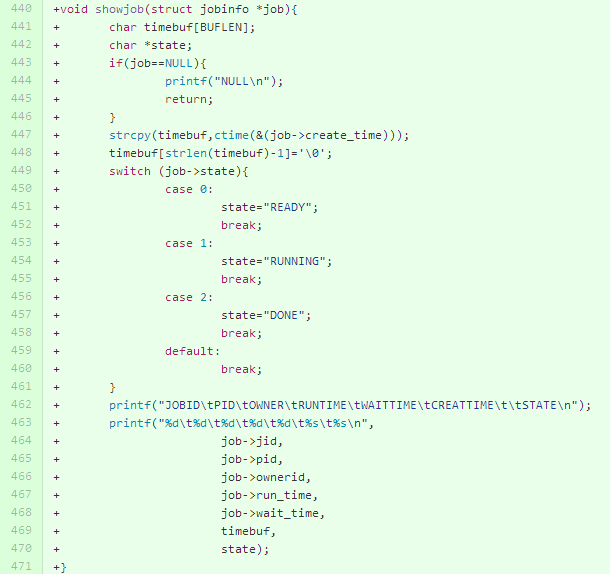 440 +void showjob(struct jobinfo *job){
441 + char timebuf[BUFLEN];
442 + char *state;
443 + if(job==NULL){
444 + printf("NULL\n");
445 + return;
446 + }
447 + strcpy(timebuf,ctime(&(job->create_time)));
448 + timebuf[strlen(timebuf)-1]='\0';
449 + switch (job->state){
450 + case 0:
451 + state="READY";
452 + break;
453 + case 1:
454 + state="RUNNING";
455 + break;
456 + case 2:
457 + state="DONE";
458 + break;
459 + default:
460 + break;
461 + }
462 + printf("JOBID\tPID\tOWNER\tRUNTIME\tWAITTIME\tCREATTIME\t\tSTATE\n");
463 + printf("%d\t%d\t%d\t%d\t%d\t%s\t%s\n",
464 + job->jid,
465 + job->pid,
466 + job->ownerid,
467 + job->run_time,
468 + job->wait_time,
469 + timebuf,
470 + state);
471 +}